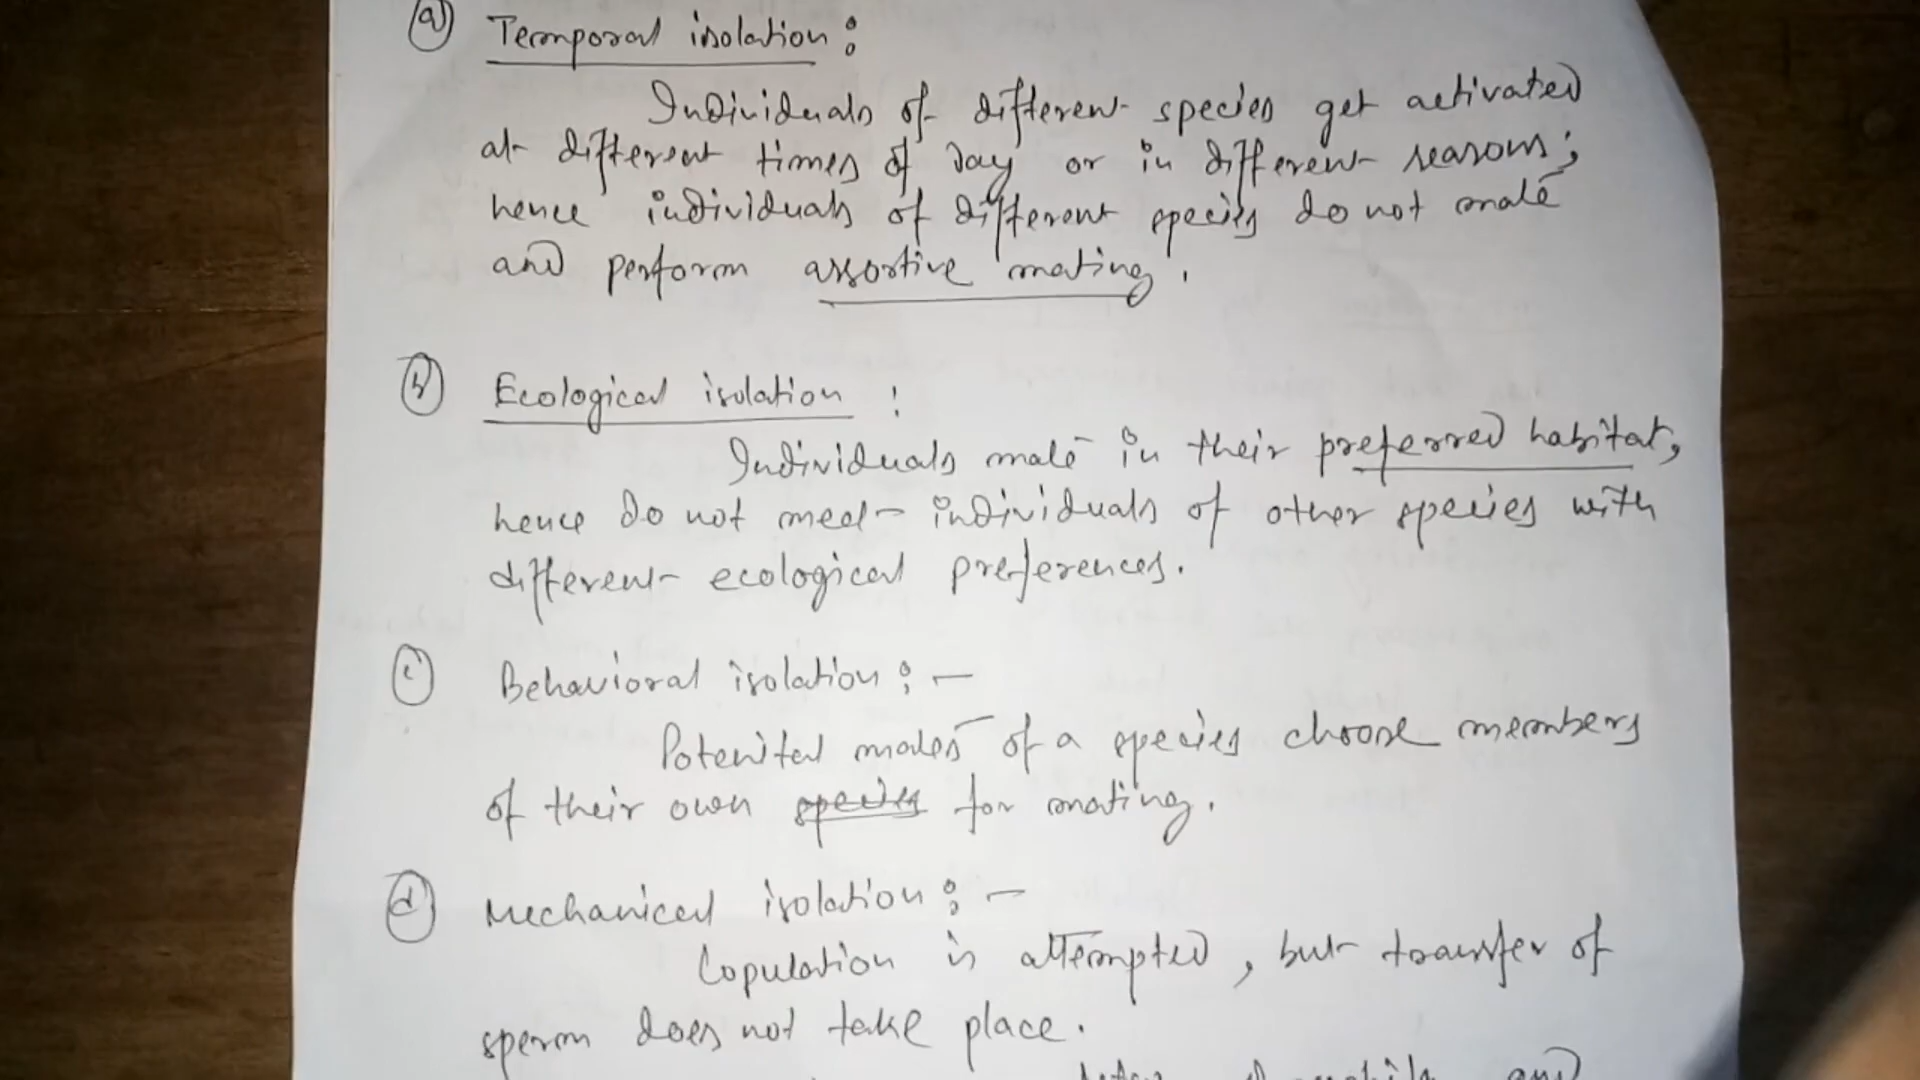 (a) Temporal isolation:
Individuals of different species get activated
at different times of day or in different seasons;
hence individuals of different species do not mate
and perform assortive mating.
(b) Ecological isolation :
Individuals mate in their preferred habitat,
hence do not meet individuals of other species with
different ecological preferences.
(c) Behavioral isolation : —
Potenital mates of a species choose members
of their own species for mating.
(d) Mechanical isolation : —
Copulation is attempted, but transfer of
sperm does not take place.
and